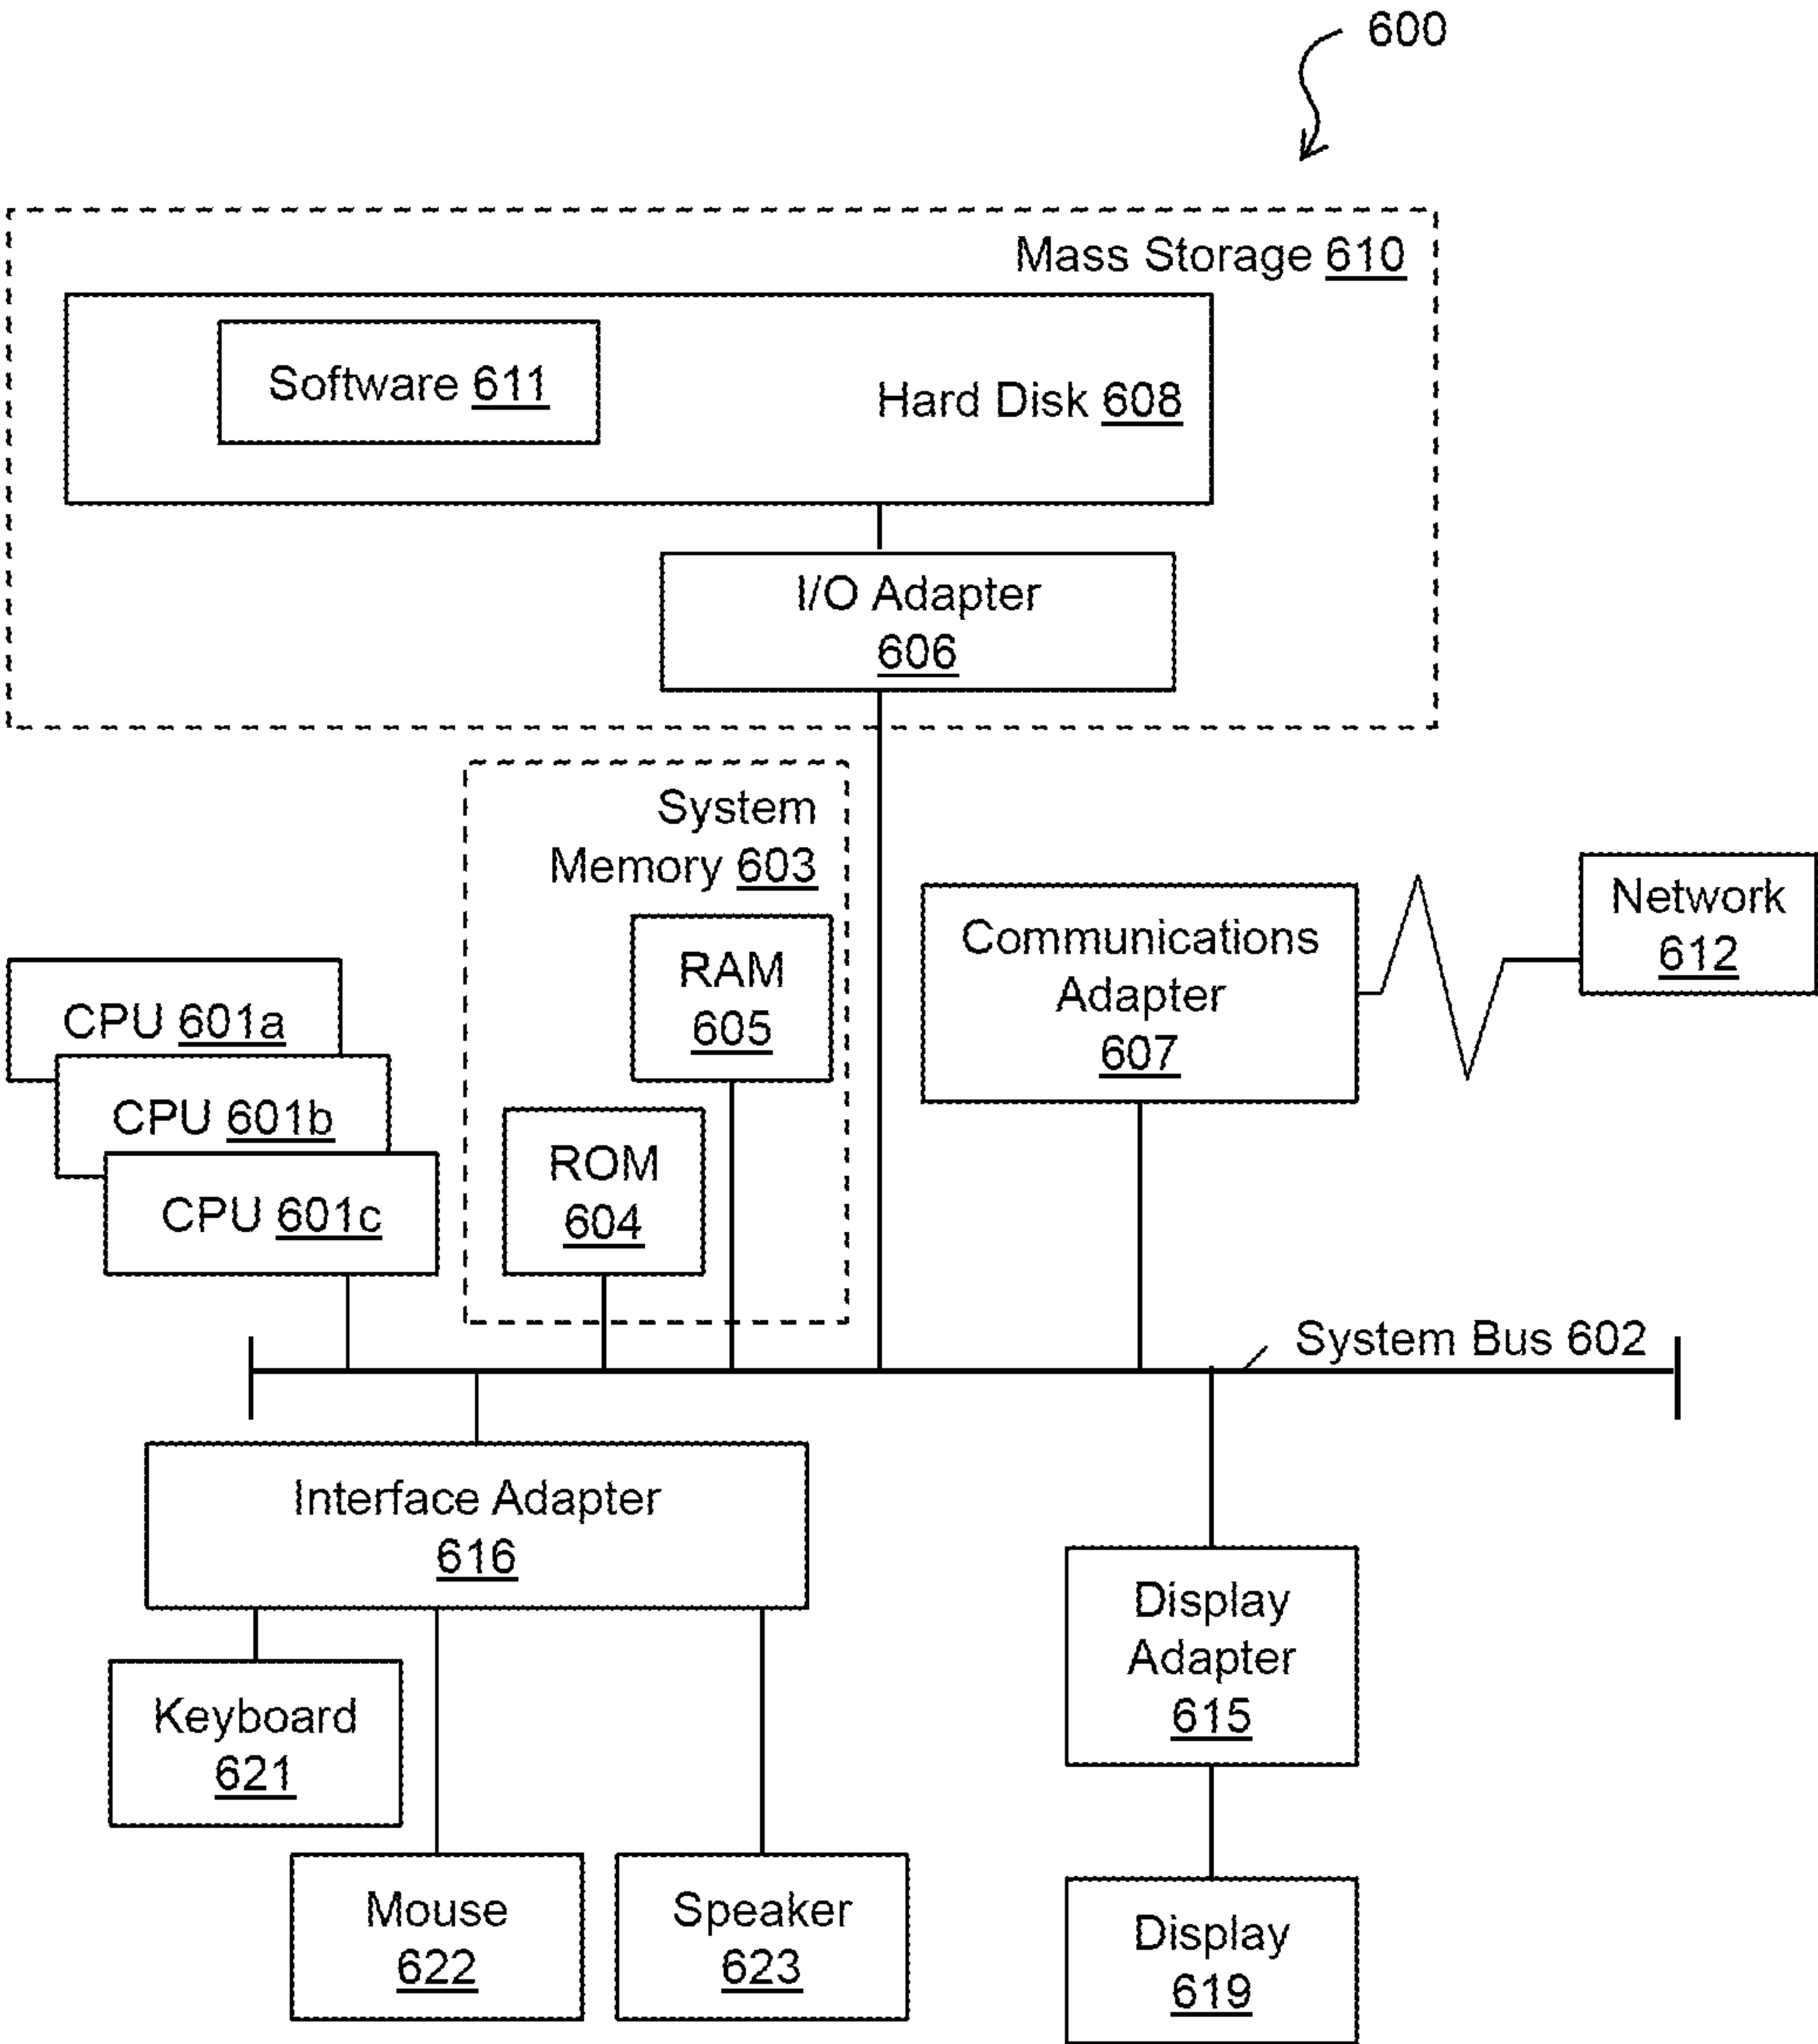 600
Mass Storage 610
Software 611
Hard Disk 608
I/O Adapter
606
System
Memory 603
RAM
605
ROM
604
CPU 601a
CPU 601b
CPU 601c
Communications
Adapter
607
Network
612
System Bus 602
Interface Adapter
616
Keyboard
621
Mouse
622
Speaker
623
Display
Adapter
615
Display
619